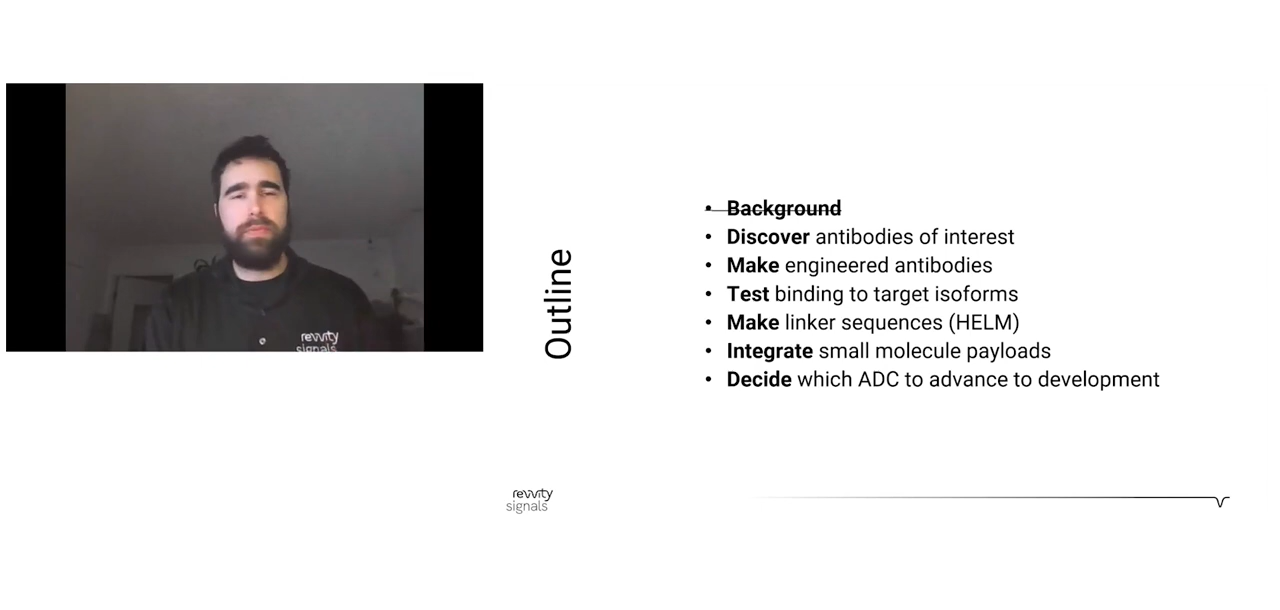 revvity
signals
Outline
• Background
• Discover antibodies of interest
• Make engineered antibodies
• Test binding to target isoforms
• Make linker sequences (HELM)
• Integrate small molecule payloads
• Decide which ADC to advance to development
revvity
signals